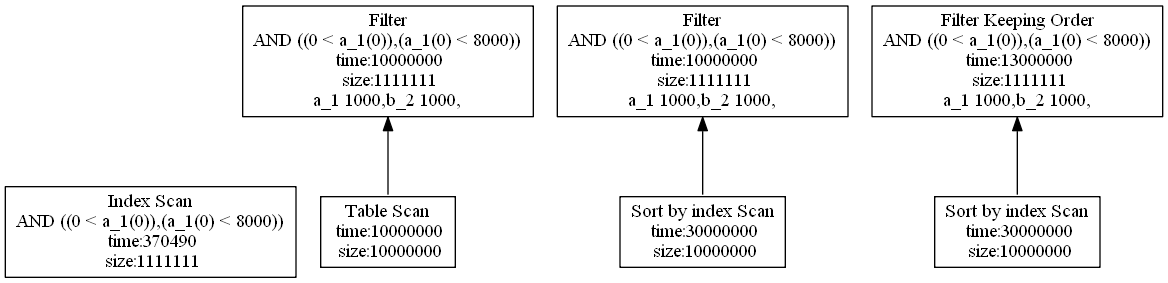 Filter
AND ((0 < a_1(0)),(a_1(0) < 8000))
time:10000000
size:1111111
a_1 1000,b_2 1000,
Filter
AND ((0 < a_1(0)),(a_1(0) < 8000))
time:10000000
size:1111111
a_1 1000,b_2 1000,
Filter Keeping Order
AND ((0 < a_1(0)),(a_1(0) < 8000))
time:13000000
size:1111111
a_1 1000,b_2 1000,
Index Scan
AND ((0 < a_1(0)),(a_1(0) < 8000))
time:370490
size:1111111
Table Scan
time:10000000
size:10000000
Sort by index Scan
time:30000000
size:10000000
Sort by index Scan
time:30000000
size:10000000